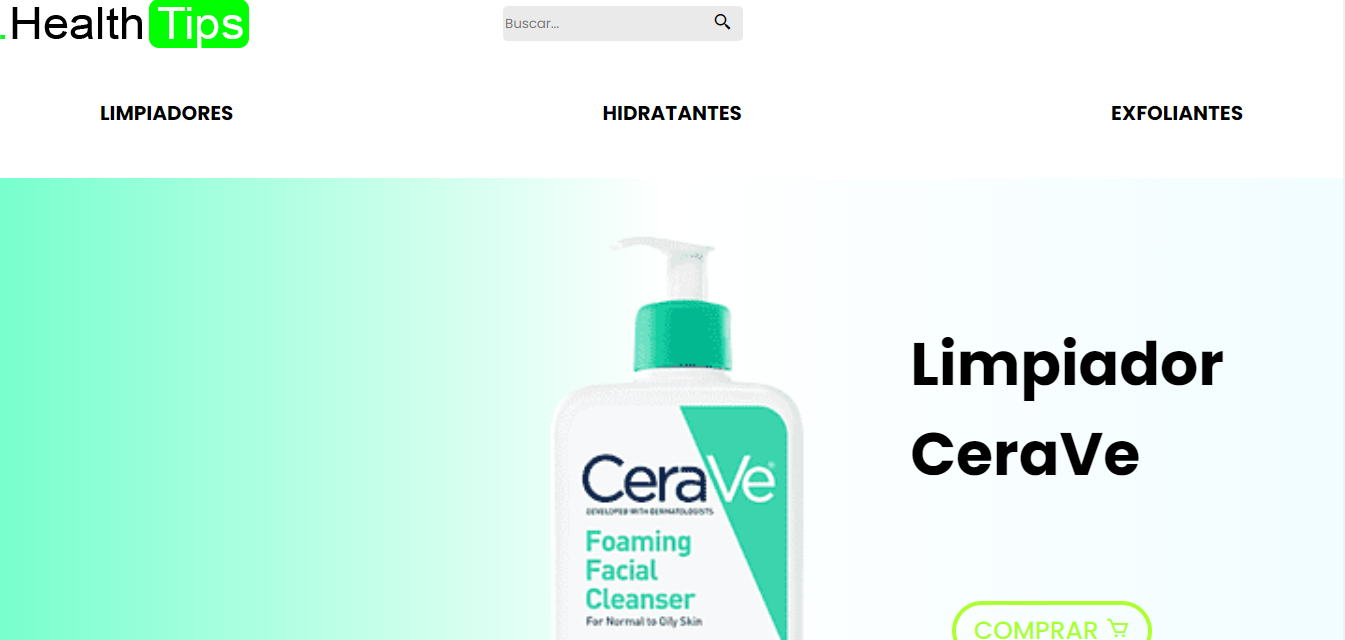 .Health Tips
Buscar...
LIMPIADORES HIDRATANTES EXFOLIANTES
Limpiador
CeraVe
CeraVe
DEVELOPED WITH DERMATOLOGISTS
Foaming
Facial
Cleanser
For Normal to Oily Skin
COMPRAR